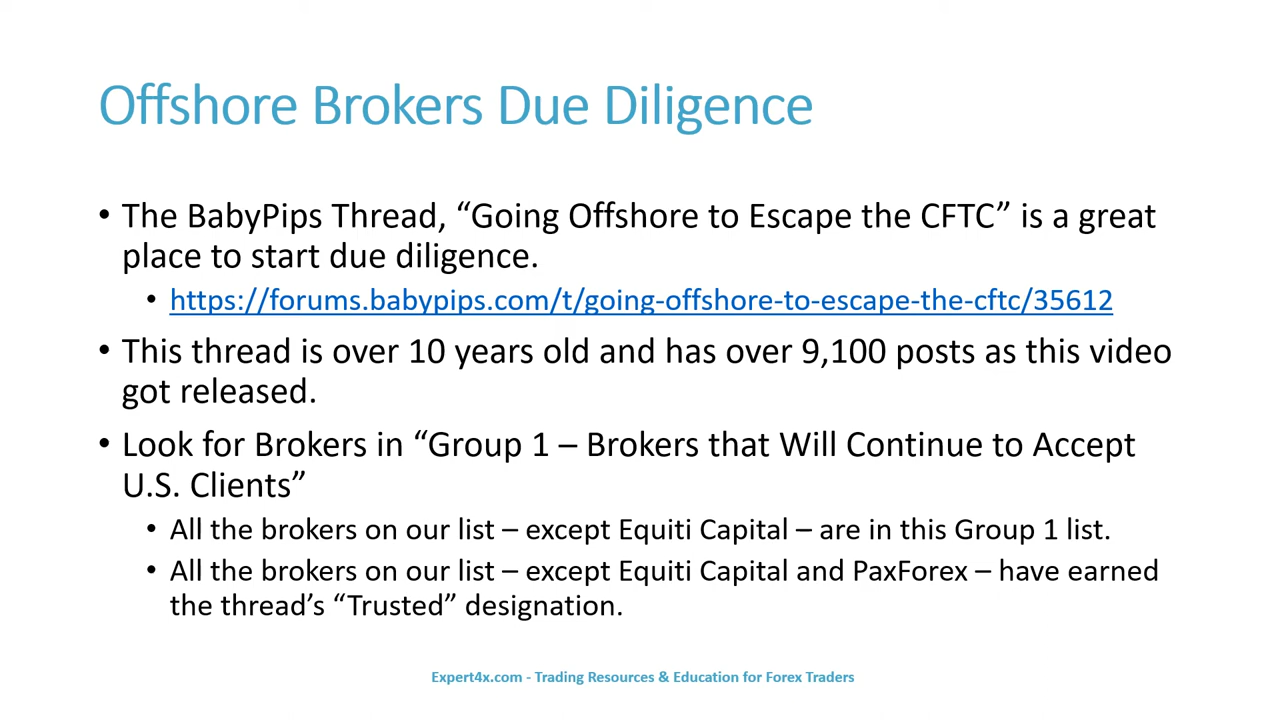 Offshore Brokers Due Diligence
• The BabyPips Thread, “Going Offshore to Escape the CFTC” is a great
place to start due diligence.
• https://forums.babypips.com/t/going-offshore-to-escape-the-cftc/35612
• This thread is over 10 years old and has over 9,100 posts as this video
got released.
• Look for Brokers in “Group 1 – Brokers that Will Continue to Accept
U.S. Clients”
• All the brokers on our list – except Equiti Capital – are in this Group 1 list.
• All the brokers on our list – except Equiti Capital and PaxForex – have earned
the thread’s “Trusted” designation.
Expert4x.com - Trading Resources & Education for Forex Traders